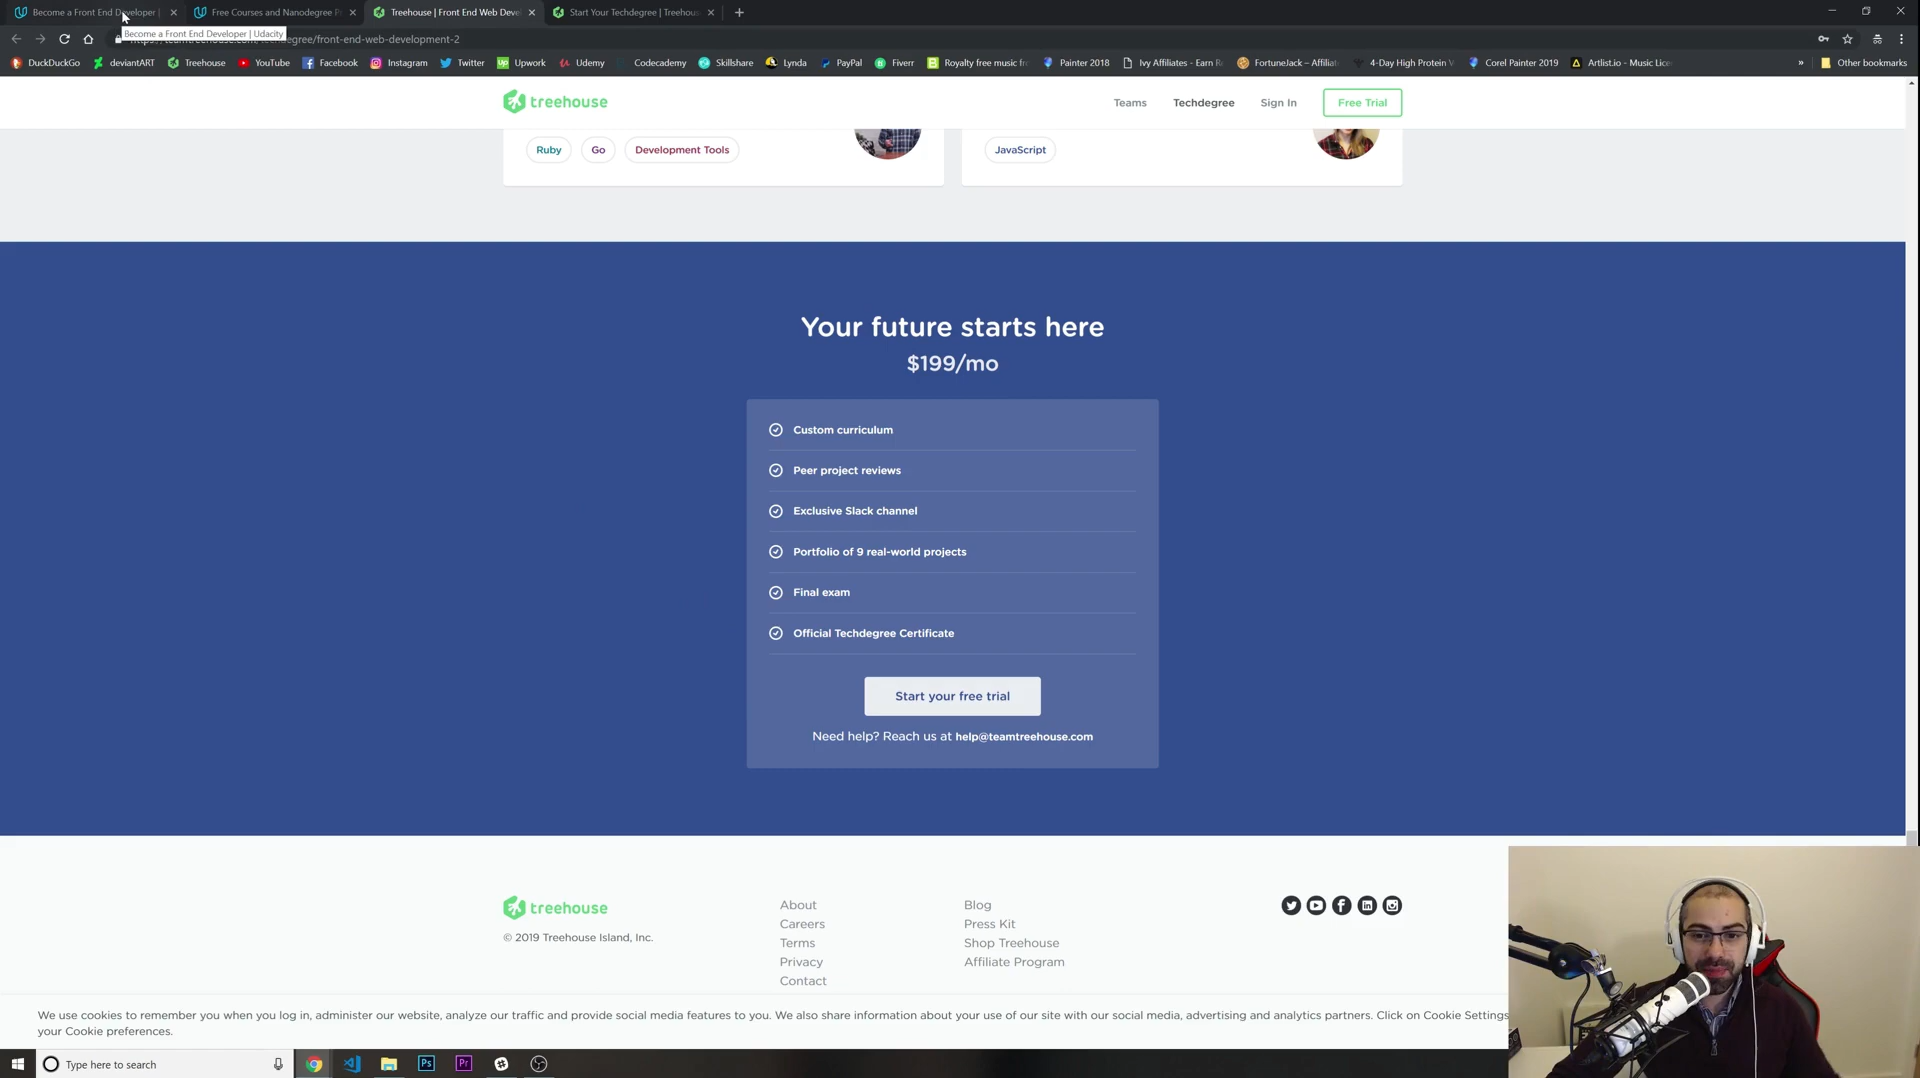 Become a Front End Developer |
Free Courses and Nanodegree P
Treehouse | Front End Web Deve
Start Your Techdegree | Treehous
Become a Front End Developer | Udacity
/front-end-web-development-2
DuckDuckGo
deviantART
Treehouse
YouTube
Facebook
Instagram
Twitter
Upwork
Udemy
Codecademy
Skillshare
Lynda
PayPal
Fiverr
Royalty free music f
Painter 2018
Ivy Affiliates - Earn R
FortuneJack – Affilia
4-Day High Protein V
Corel Painter 2019
Artlist.io - Music Lice
» Other bookmarks
treehouse
Teams
Techdegree
Sign In
Free Trial
Ruby
Go
Development Tools
JavaScript
Your future starts here
$199/mo
Custom curriculum
Peer project reviews
Exclusive Slack channel
Portfolio of 9 real-world projects
Final exam
Official Techdegree Certificate
Start your free trial
Need help? Reach us at help@teamtreehouse.com
treehouse
© 2019 Treehouse Island, Inc.
About
Careers
Terms
Privacy
Contact
Blog
Press Kit
Shop Treehouse
Affiliate Program
We use cookies to remember you when you log in, administer our website, analyze our traffic and provide social media features to you. We also share information about your use of our site with our social media, advertising and analytics partners. Click on Cookie Settings
your Cookie preferences.
Type here to search
Ps
Pr